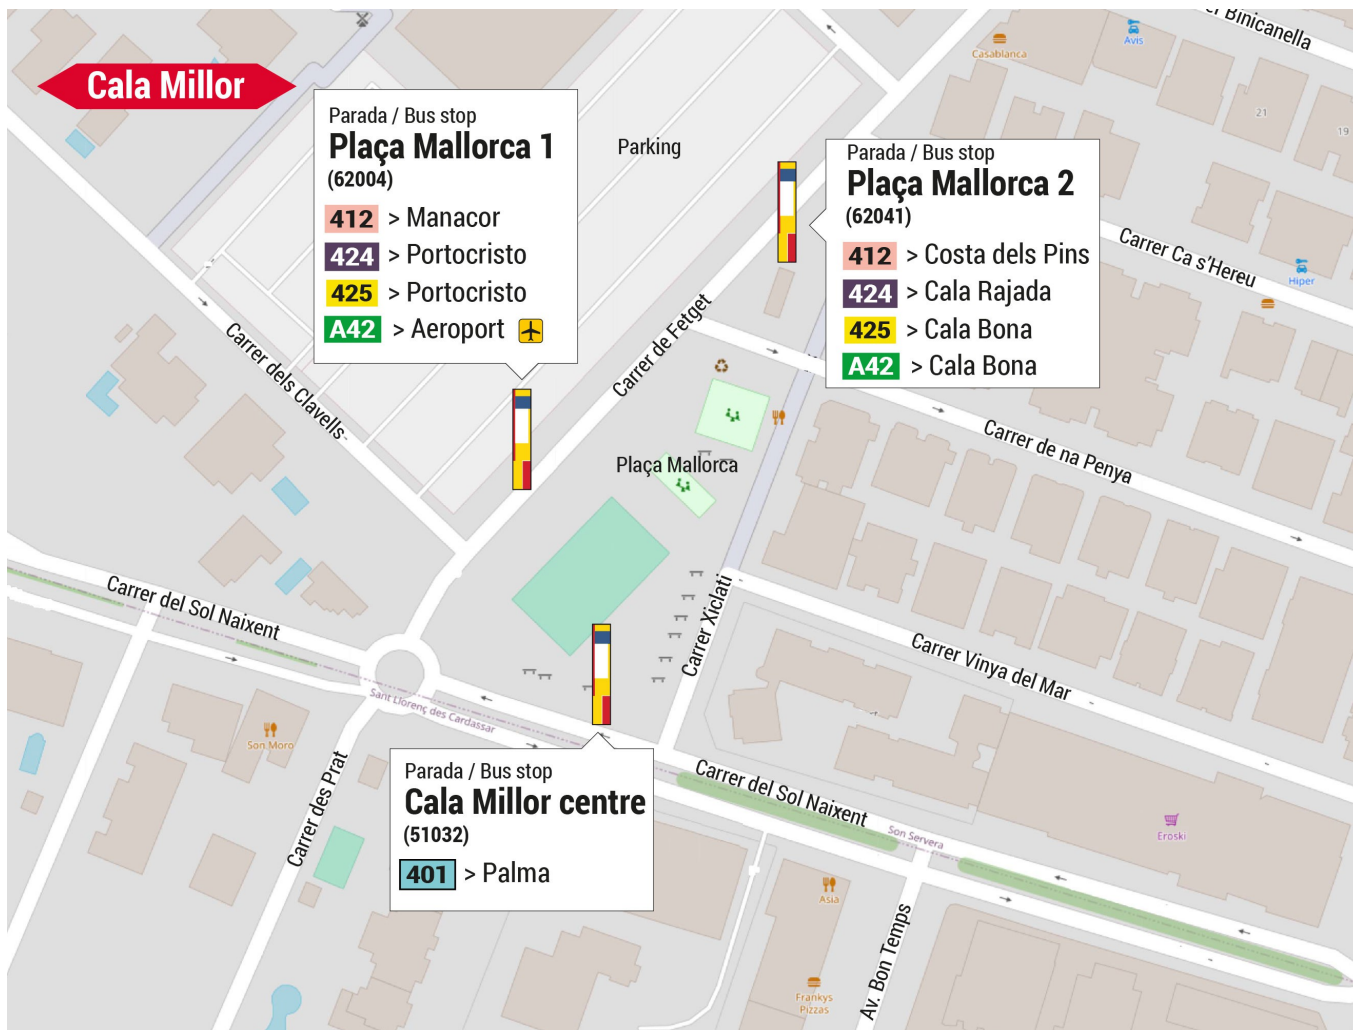 er Binicanella
Avis
Casablanca
Cala Millor
21
19
Parada / Bus stop
Plaça Mallorca 1
(62004)
412 > Manacor
424 > Portocristo
425 > Portocristo
A42 > Aeroport
Parking
Parada / Bus stop
Plaça Mallorca 2
(62041)
412 > Costa dels Pins
424 > Cala Rajada
425 > Cala Bona
A42 > Cala Bona
Carrer Ca s'Hereu
Hiper
Carrer de Fetget
Carrer dels Clavells
Carrer de na Penya
Plaça Mallorca
Carrer del Sol Naixent
Carrer Xiclati
Carrer Vinya del Mar
Sant Llorenç des Cardassar
Son Moro
Carrer des Prat
Parada / Bus stop
Cala Millor centre
(51032)
401 > Palma
Carrer del Sol Naixent
Son Servera
Eroski
Asia
Av. Bon Temps
Frankys
Pizzas